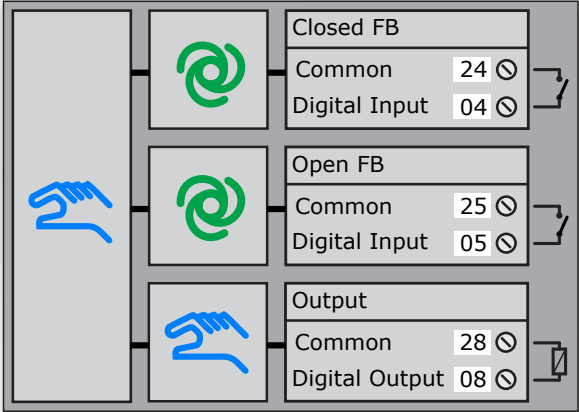 Closed FB
Common 24
Digital Input 04
Open FB
Common 25
Digital Input 05
Output
Common 28
Digital Output 08